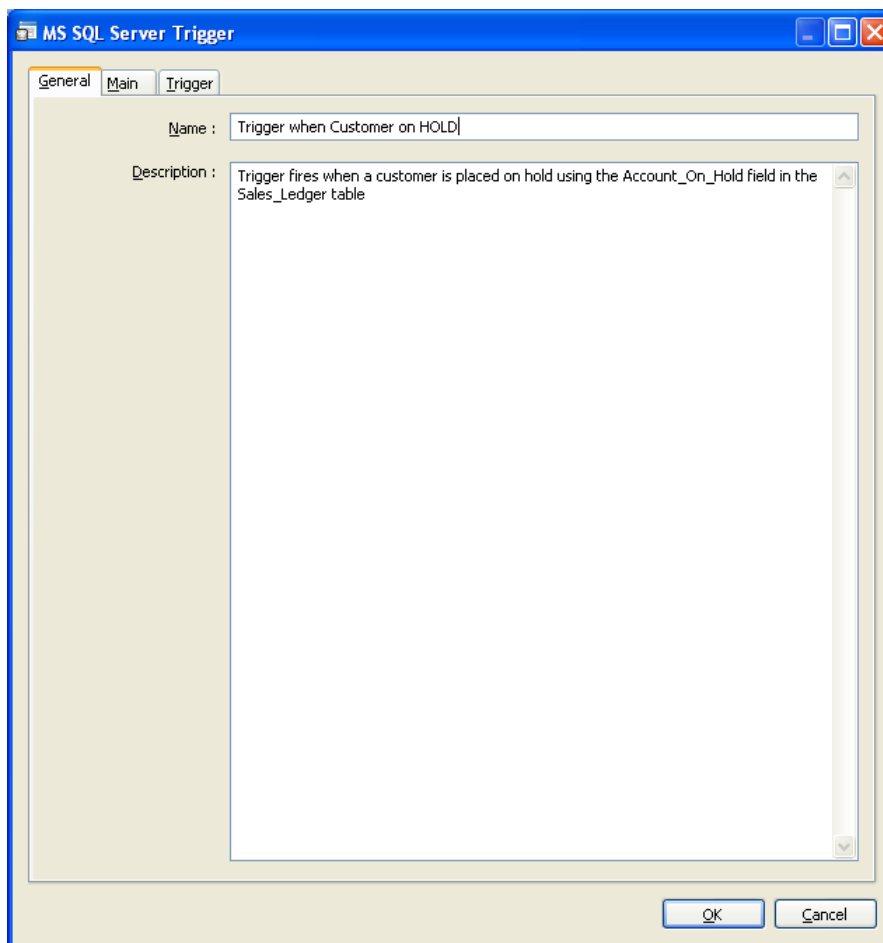 MS SQL Server Trigger
General Main Trigger
Name : Trigger when Customer on HOLD
Description : Trigger fires when a customer is placed on hold using the Account_On_Hold field in the
Sales_Ledger table
OK Cancel